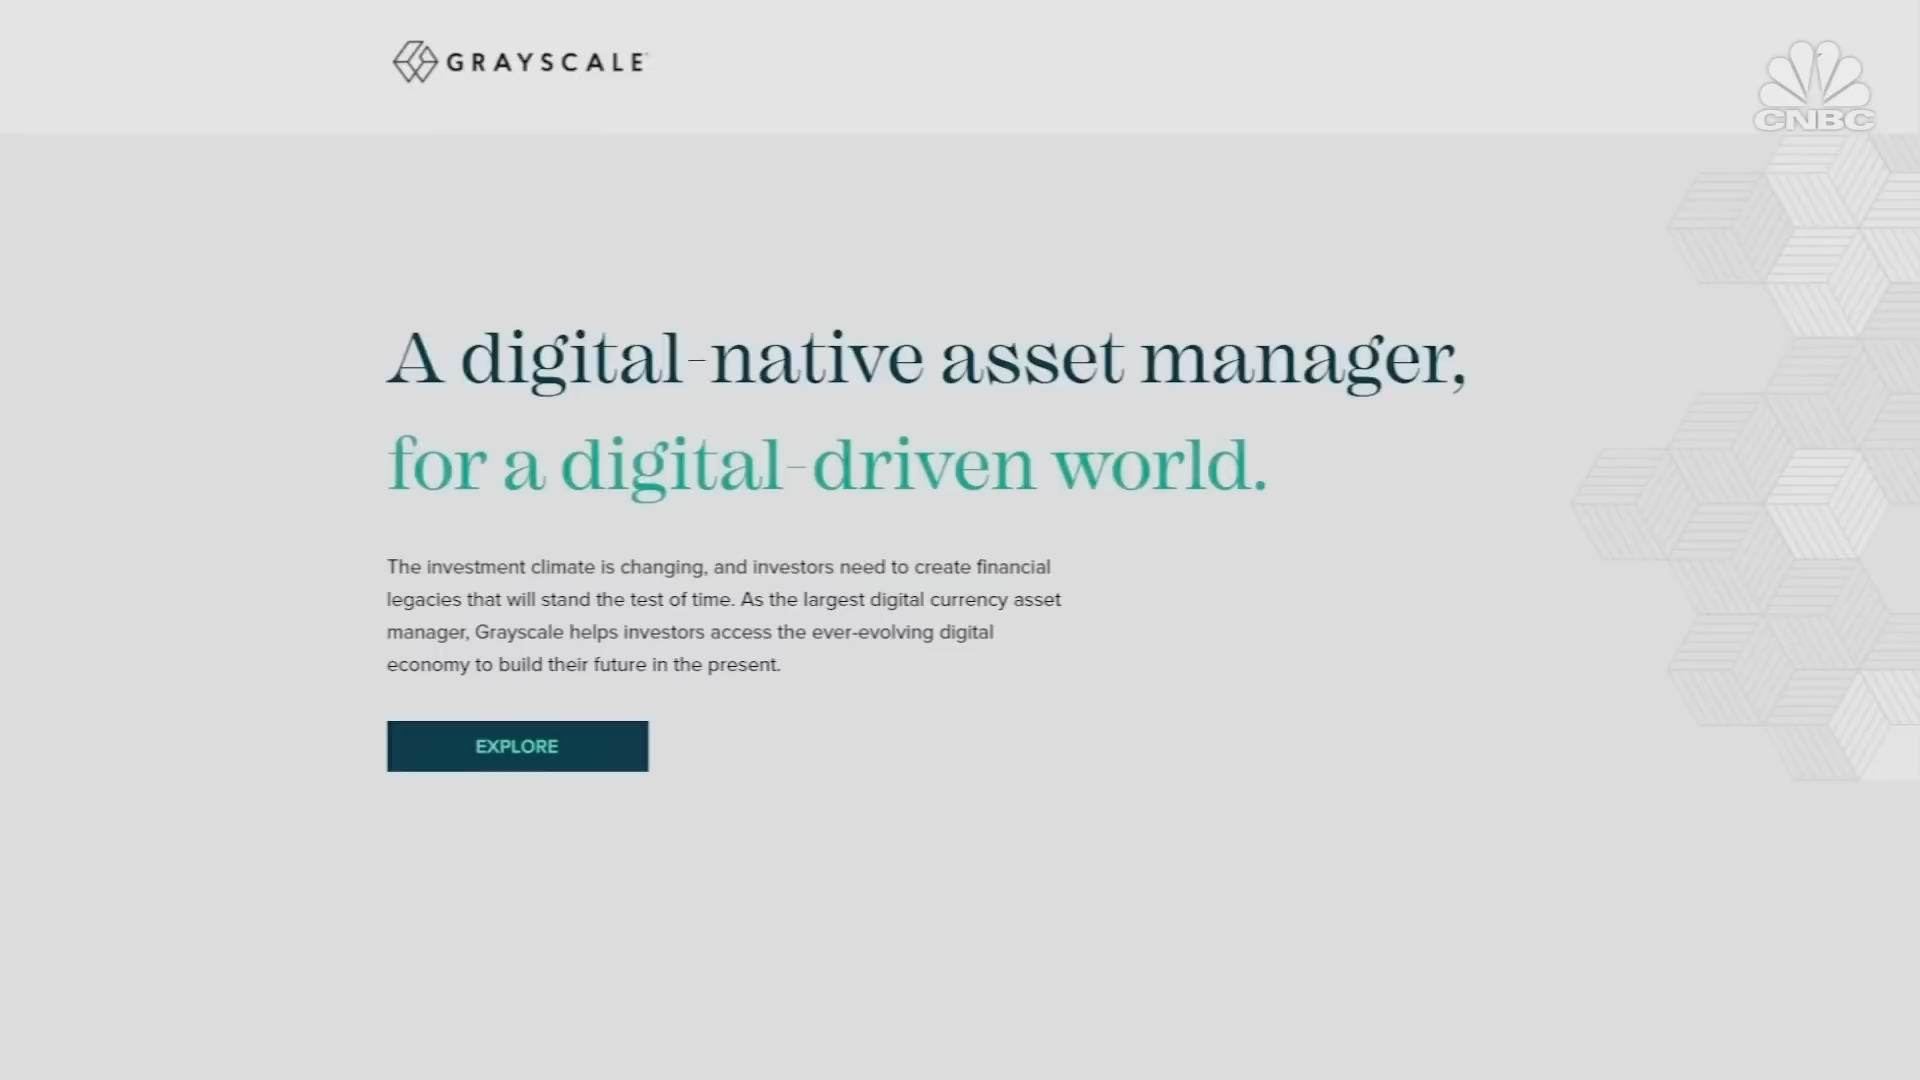 GRAYSCALE
CNBC
A digital-native asset manager,
for a digital-driven world.
The investment climate is changing, and investors need to create financial
legacies that will stand the test of time. As the largest digital currency asset
manager, Grayscale helps investors access the ever-evolving digital
economy to build their future in the present.
EXPLORE